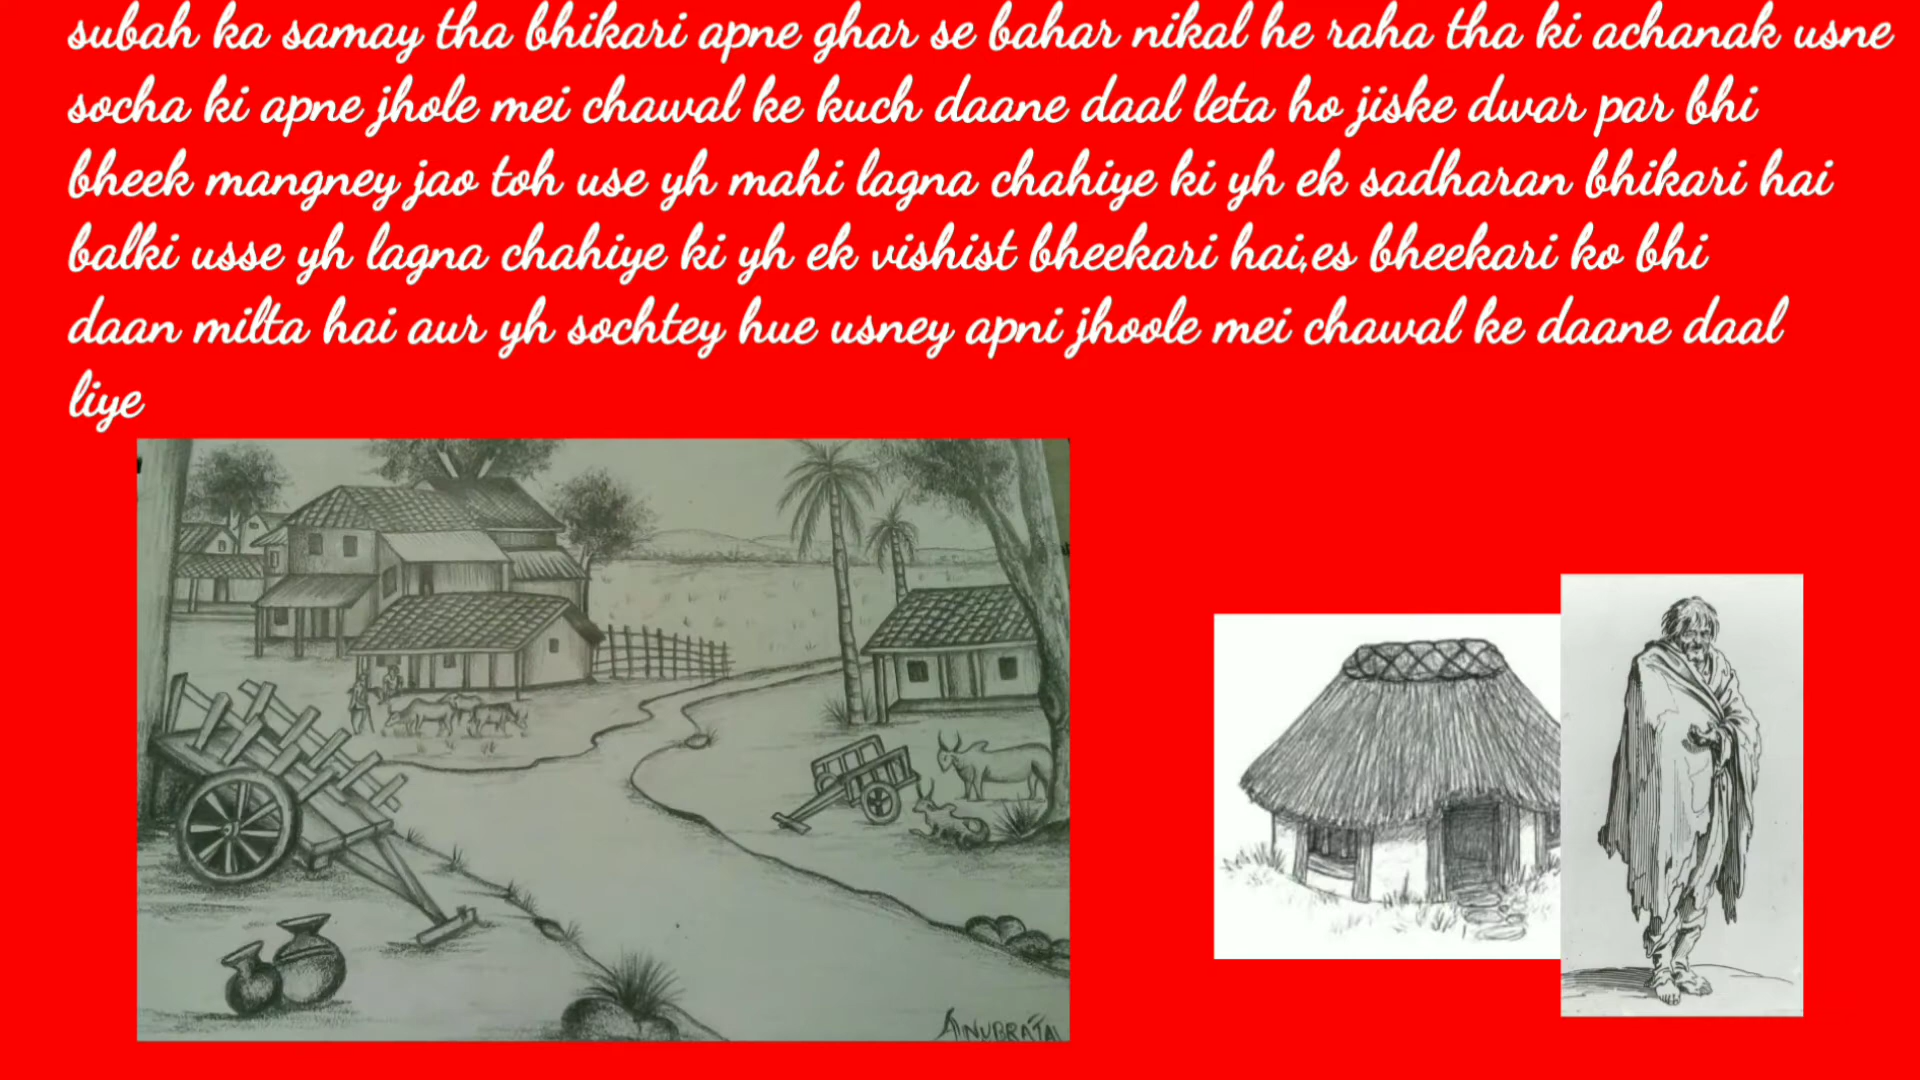 subah ka samay tha bhikari apne ghar se bahar nikal he raha tha ki achanak usne
socha ki apne jhole mei chawal ke kuch daane daal leta ho jiske dwar par bhi
bheek mangney jao toh use yh mahi lagna chahiye ki yh ek sadharan bhikari hai
balki usse yh lagna chahiye ki yh ek vishist bheekari hai,es bheekari ko bhi
daan milta hai aur yh sochtey hue usney apni jhoole mei chawal ke daane daal
liye
ANUBRATA